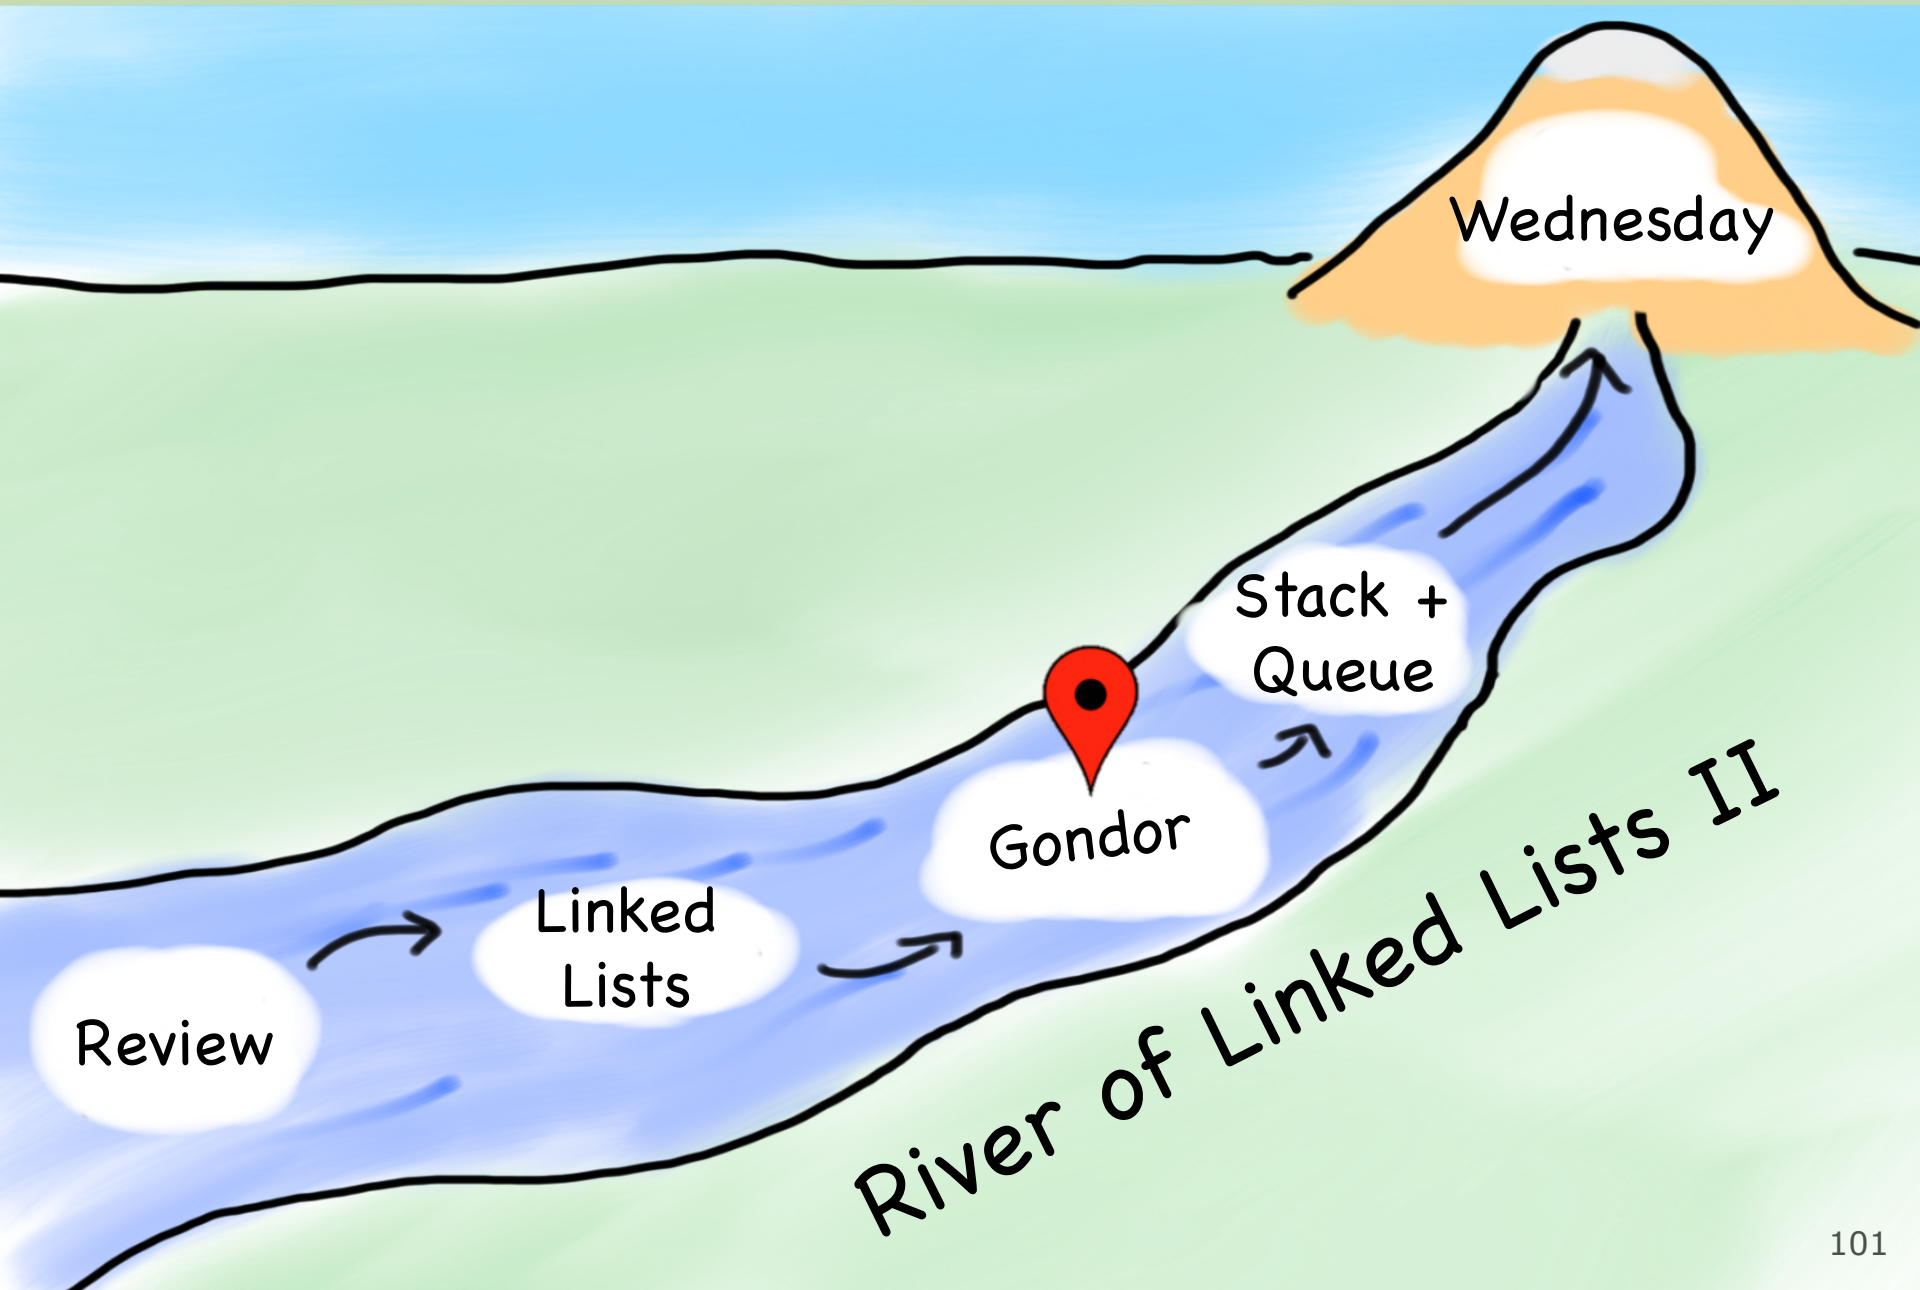 Wednesday
Stack +
Queue
Gondor
Linked
Lists
Review
River of Linked Lists II
101